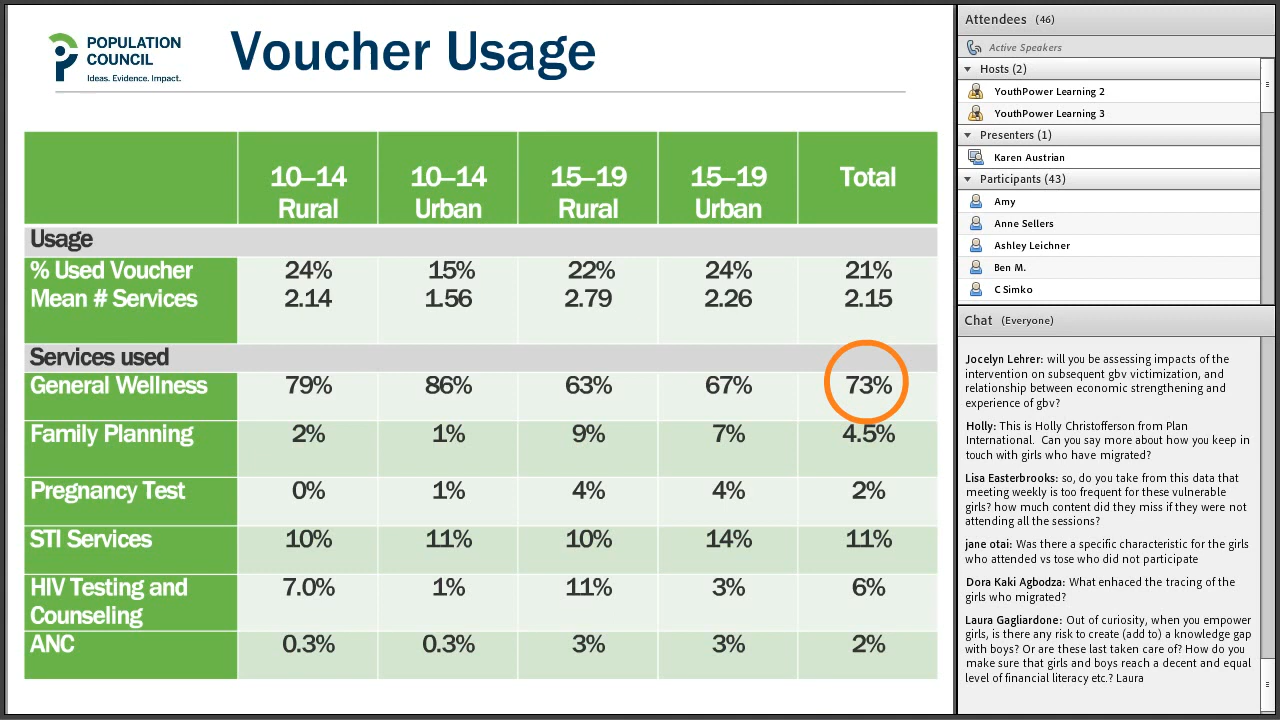 POPULATION
COUNCIL
Ideas. Evidence. Impact.
Voucher Usage
10–14 Rural 10–14 Urban 15–19 Rural 15–19 Urban Total
Usage
% Used Voucher 24% 15% 22% 24% 21%
Mean # Services 2.14 1.56 2.79 2.26 2.15
Services used
General Wellness 79% 86% 63% 67% 73%
Family Planning 2% 1% 9% 7% 4.5%
Pregnancy Test 0% 1% 4% 4% 2%
STI Services 10% 11% 10% 14% 11%
HIV Testing and Counseling 7.0% 1% 11% 3% 6%
ANC 0.3% 0.3% 3% 3% 2%
Attendees (46)
Active Speakers
Hosts (2)
YouthPower Learning 2
YouthPower Learning 3
Presenters (1)
Karen Austrian
Participants (43)
Amy
Anne Sellers
Ashley Leichner
Ben M.
C Simko
Chat (Everyone)
Jocelyn Lehrer: will you be assessing impacts of the
intervention on subsequent gbv victimization, and
relationship between economic strengthening and
experience of gbv?
Holly: This is Holly Christofferson from Plan
International. Can you say more about how you keep in
touch with girls who have migrated?
Lisa Easterbrooks: so, do you take from this data that
meeting weekly is too frequent for these vulnerable
girls? how much content did they miss if they were not
attending all the sessions?
jane otai: Was there a specific characteristic for the girls
who attended vs tose who did not participate
Dora Kaki Agbodza: What enhaced the tracing of the
girls who migrated?
Laura Gagliardone: Out of curiosity, when you empower
girls, is there any risk to create (add to) a knowledge gap
with boys? Or are these last taken care of? How do you
make sure that girls and boys reach a decent and equal
level of financial literacy etc.? Laura